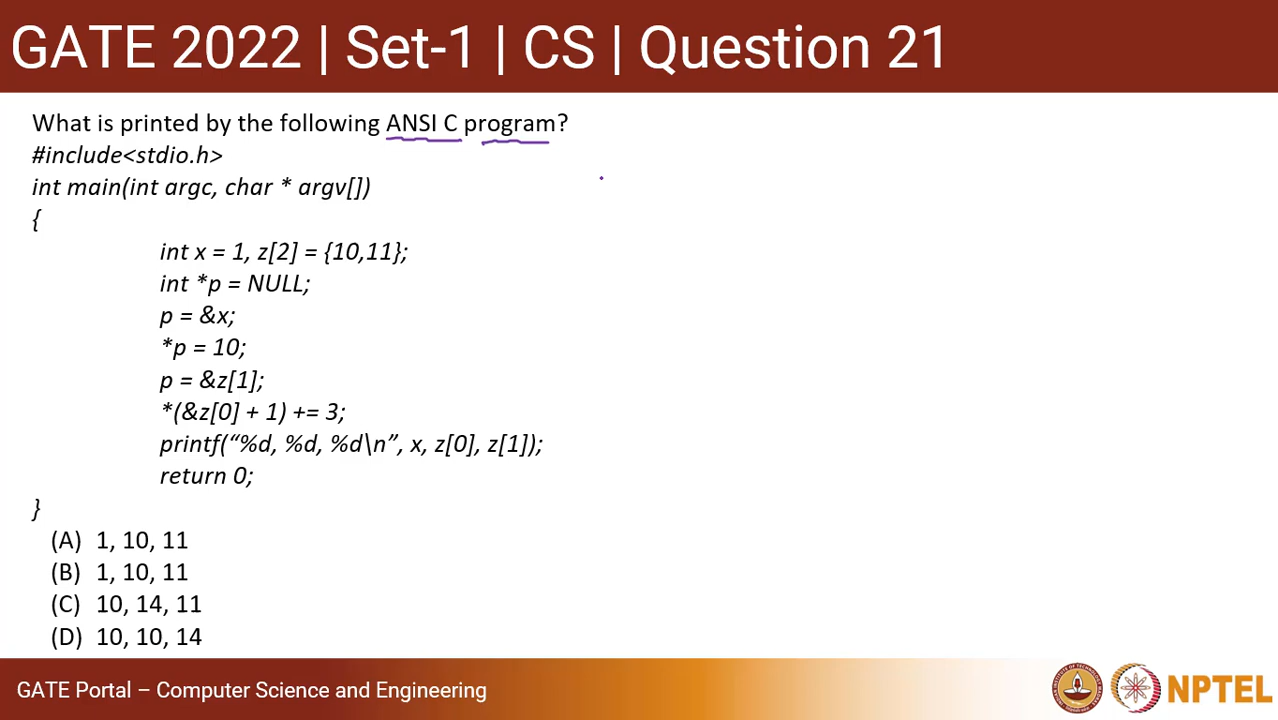 GATE 2022 | Set-1 | CS | Question 21
What is printed by the following ANSI C program?
#include<stdio.h>
int main(int argc, char * argv[])
{
int x = 1, z[2] = {10,11};
int *p = NULL;
p = &x;
*p = 10;
p = &z[1];
*(&z[0] + 1) += 3;
printf(“%d, %d, %d\n”, x, z[0], z[1]);
return 0;
}
(A) 1, 10, 11
(B) 1, 10, 11
(C) 10, 14, 11
(D) 10, 10, 14
GATE Portal – Computer Science and Engineering
NPTEL